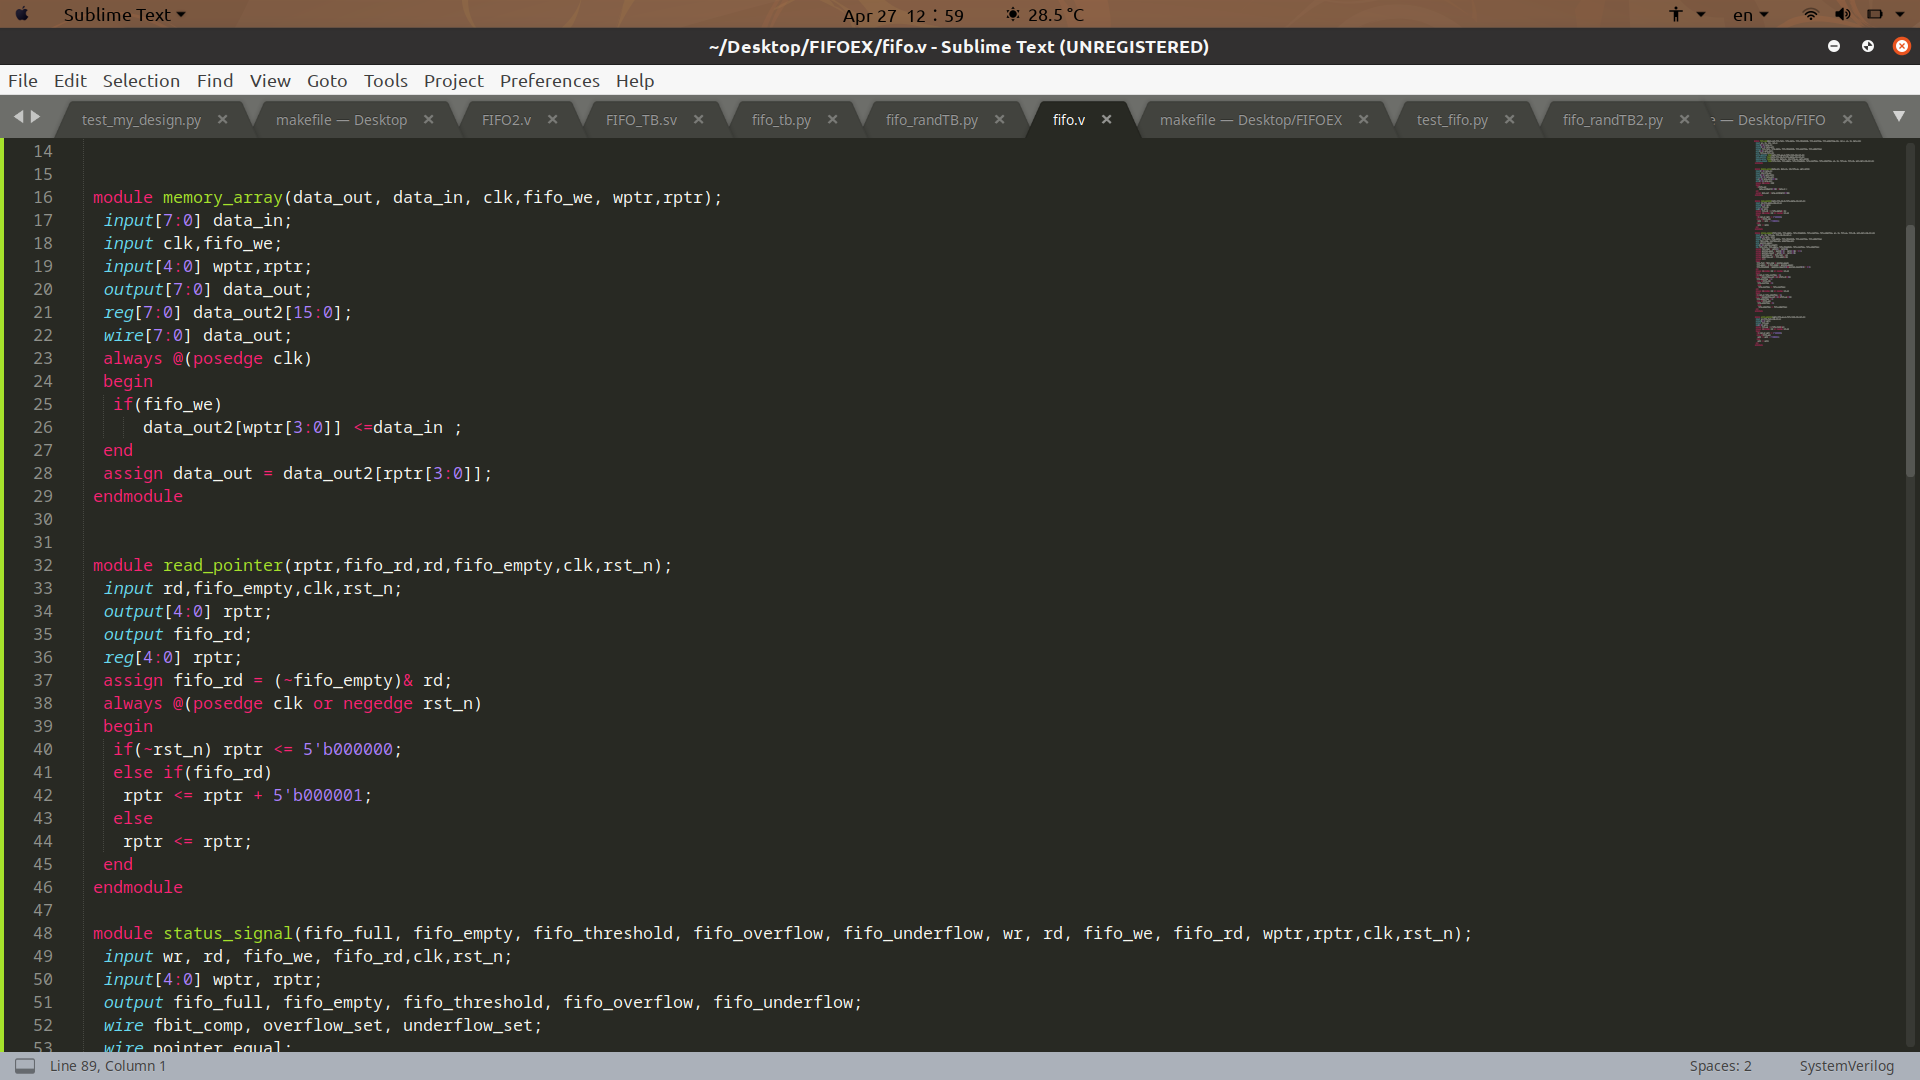 Sublime Text
Apr 27 12 : 59
28.5 °C
en
~/Desktop/FIFOEX/fifo.v - Sublime Text (UNREGISTERED)
File Edit Selection Find View Goto Tools Project Preferences Help
test_my_design.py makefile — Desktop FIFO2.v FIFO_TB.sv fifo_tb.py fifo_randTB.py fifo.v makefile — Desktop/FIFOEX test_fifo.py fifo_randTB2.py e — Desktop/FIFO
14
15
16 module memory_array(data_out, data_in, clk,fifo_we, wptr,rptr);
17 input[7:0] data_in;
18 input clk,fifo_we;
19 input[4:0] wptr,rptr;
20 output[7:0] data_out;
21 reg[7:0] data_out2[15:0];
22 wire[7:0] data_out;
23 always @(posedge clk)
24 begin
25 if(fifo_we)
26 data_out2[wptr[3:0]] <=data_in ;
27 end
28 assign data_out = data_out2[rptr[3:0]];
29 endmodule
30
31
32 module read_pointer(rptr,fifo_rd,rd,fifo_empty,clk,rst_n);
33 input rd,fifo_empty,clk,rst_n;
34 output[4:0] rptr;
35 output fifo_rd;
36 reg[4:0] rptr;
37 assign fifo_rd = (~fifo_empty)& rd;
38 always @(posedge clk or negedge rst_n)
39 begin
40 if(~rst_n) rptr <= 5'b000000;
41 else if(fifo_rd)
42 rptr <= rptr + 5'b000001;
43 else
44 rptr <= rptr;
45 end
46 endmodule
47
48 module status_signal(fifo_full, fifo_empty, fifo_threshold, fifo_overflow, fifo_underflow, wr, rd, fifo_we, fifo_rd, wptr,rptr,clk,rst_n);
49 input wr, rd, fifo_we, fifo_rd,clk,rst_n;
50 input[4:0] wptr, rptr;
51 output fifo_full, fifo_empty, fifo_threshold, fifo_overflow, fifo_underflow;
52 wire fbit_comp, overflow_set, underflow_set;
53 wire pointer_equal;
Line 89, Column 1
Spaces: 2
SystemVerilog